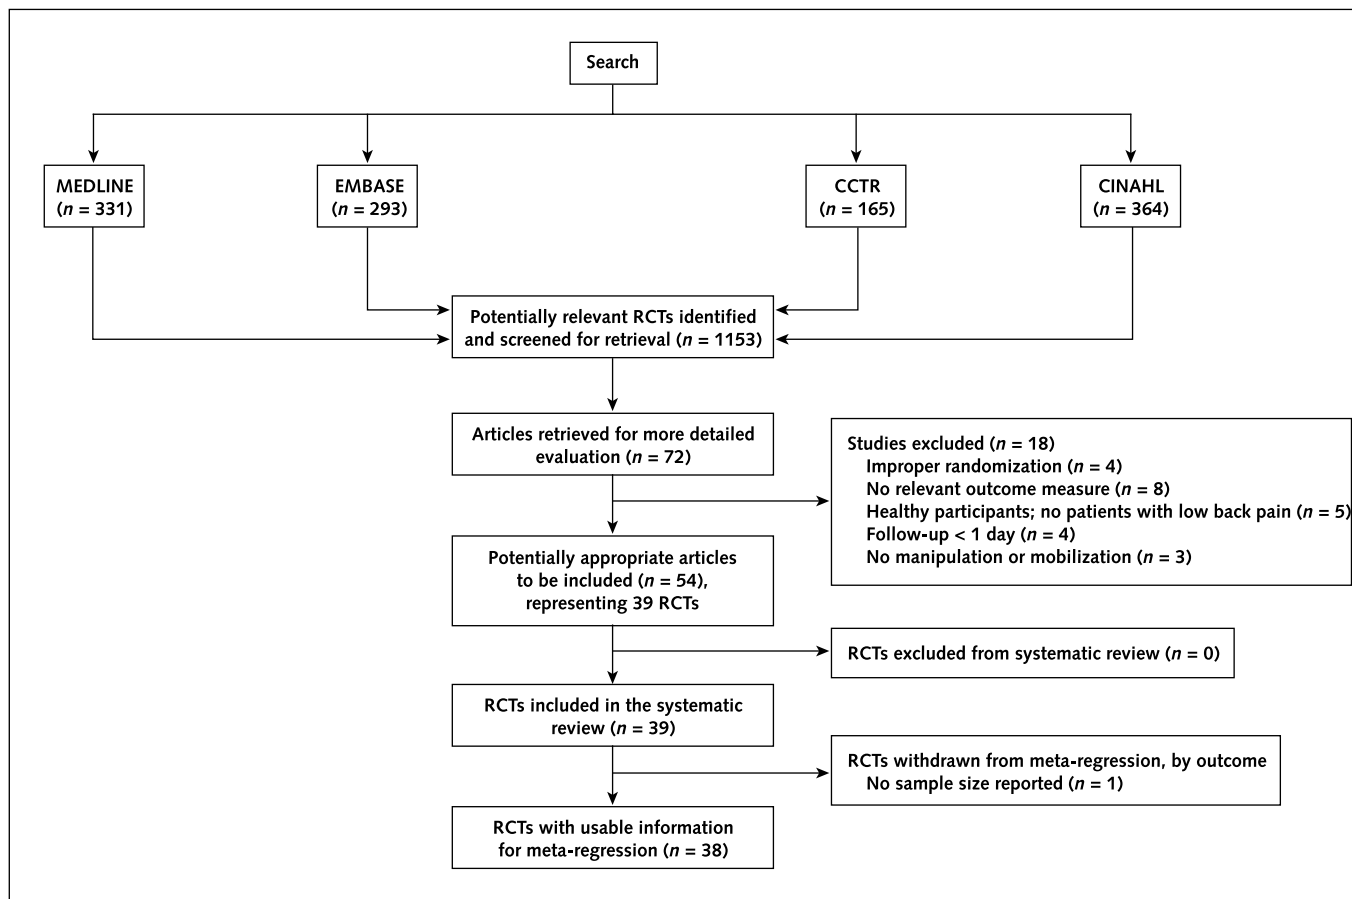 Search
MEDLINE
(n = 331)
EMBASE
(n = 293)
CCTR
(n = 165)
CINAHL
(n = 364)
Potentially relevant RCTs identified
and screened for retrieval (n = 1153)
Articles retrieved for more detailed
evaluation (n = 72)
Studies excluded (n = 18)
Improper randomization (n = 4)
No relevant outcome measure (n = 8)
Healthy participants; no patients with low back pain (n = 5)
Follow-up < 1 day (n = 4)
No manipulation or mobilization (n = 3)
Potentially appropriate articles
to be included (n = 54),
representing 39 RCTs
RCTs excluded from systematic review (n = 0)
RCTs included in the systematic
review (n = 39)
RCTs withdrawn from meta-regression, by outcome
No sample size reported (n = 1)
RCTs with usable information
for meta-regression (n = 38)